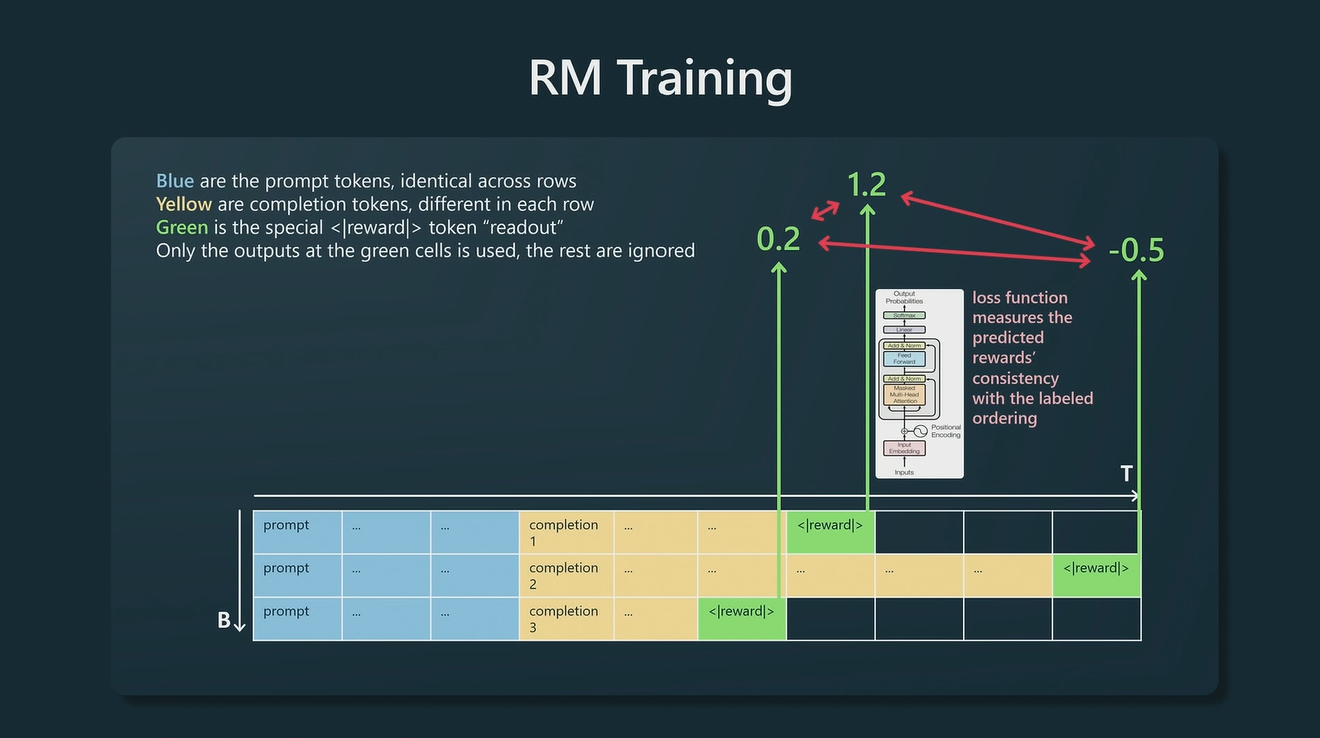 RM Training
Blue are the prompt tokens, identical across rows
Yellow are completion tokens, different in each row
Green is the special <|reward|> token “readout”
Only the outputs at the green cells is used, the rest are ignored
1.2
0.2
-0.5
Output
Probabilities
Softmax
Linear
Add & Norm
Feed
Forward
Add & Norm
Masked
Multi-Head
Attention
Positional
Encoding
Input
Embedding
Inputs
loss function
measures the
predicted
rewards’
consistency
with the labeled
ordering
T
B
prompt ... ... completion ... ... <|reward|>
1
prompt ... ... completion ... ... ... ... ... <|reward|>
2
prompt ... ... completion ... <|reward|>
3